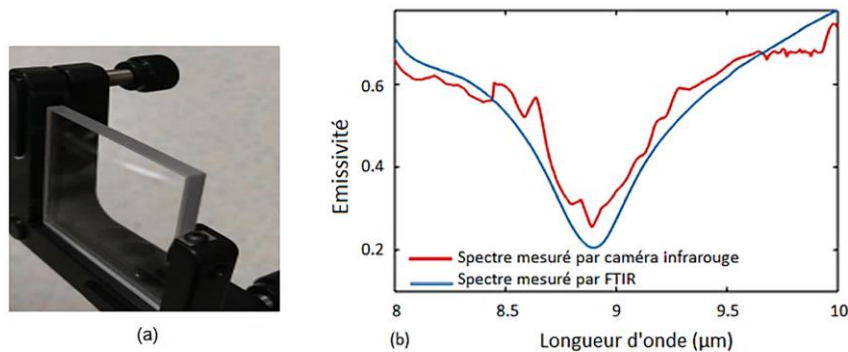 (a)
0.6
0.4
0.2
Emissivité
Spectre mesuré par caméra infrarouge
Spectre mesuré par FTIR
8
8.5
9
9.5
10
(b)
Longueur d'onde (μm)